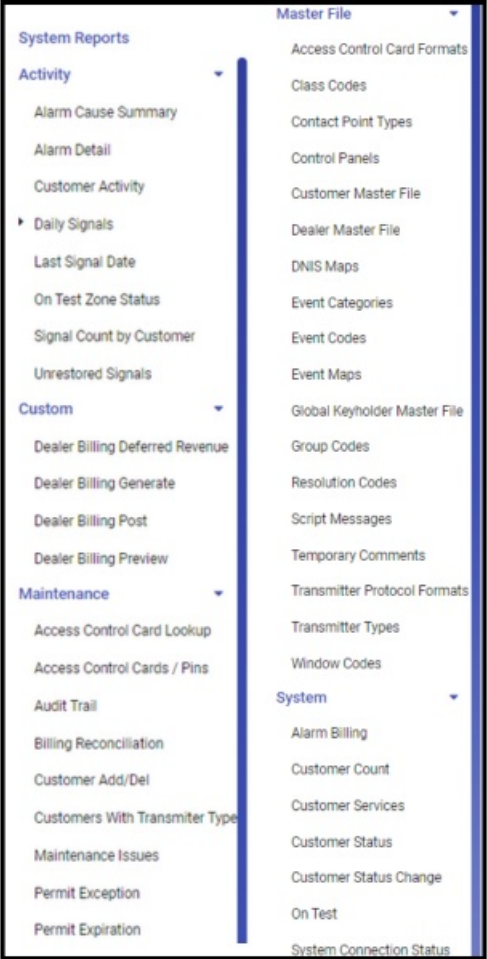 System Reports
Activity
Alarm Cause Summary
Alarm Detail
Customer Activity
Daily Signals
Last Signal Date
On Test Zone Status
Signal Count by Customer
Unrestored Signals
Custom
Dealer Billing Deferred Revenue
Dealer Billing Generate
Dealer Billing Post
Dealer Billing Preview
Maintenance
Access Control Card Lookup
Access Control Cards / Pins
Audit Trail
Billing Reconciliation
Customer Add/Del
Customers With Transmiter Type
Maintenance Issues
Permit Exception
Permit Expiration
Master File
Access Control Card Formats
Class Codes
Contact Point Types
Control Panels
Customer Master File
Dealer Master File
DNIS Maps
Event Categories
Event Codes
Event Maps
Global Keyholder Master File
Group Codes
Resolution Codes
Script Messages
Temporary Comments
Transmitter Protocol Formats
Transmitter Types
Window Codes
System
Alarm Billing
Customer Count
Customer Services
Customer Status
Customer Status Change
On Test
System Connection Status